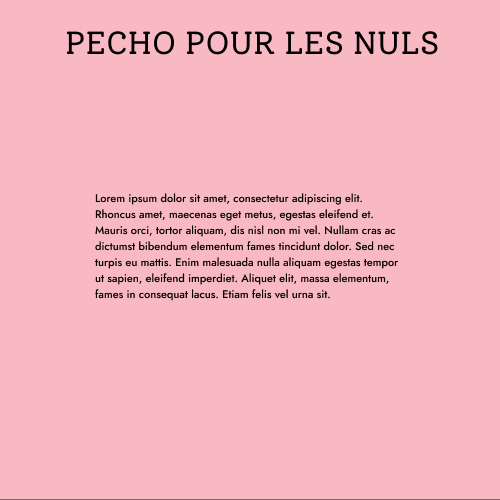 PECHO POUR LES NULS
Lorem ipsum dolor sit amet, consectetur adipiscing elit.
Rhoncus amet, maecenas eget metus, egestas eleifend et.
Mauris orci, tortor aliquam, dis nisl non mi vel. Nullam cras ac
dictumst bibendum elementum fames tincidunt dolor. Sed nec
turpis eu mattis. Enim malesuada nulla aliquam egestas tempor
ut sapien, eleifend imperdiet. Aliquet elit, massa elementum,
fames in consequat lacus. Etiam felis vel urna sit.